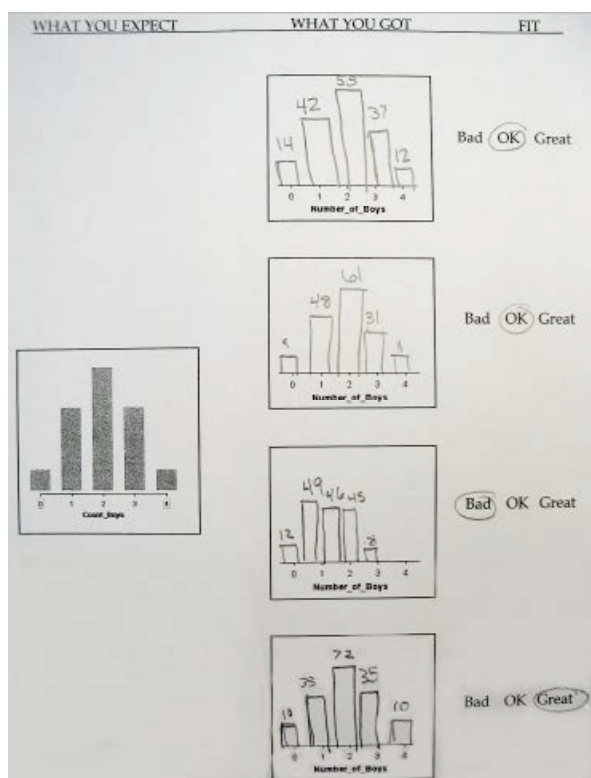 WHAT YOU EXPECT WHAT YOU GOT FIT
42 37
14 12
0 1 2 3 4
Number_of_Boys
Bad OK Great
61
48 31
0 1 2 3 4
Number_of_Boys
Bad OK Great
0 1 2 3 4
Count_Boys
49 46 45
12 8
0 1 2 3 4
Number_of_Boys
Bad OK Great
72
35
10 10
0 1 2 3 4
Number_of_Boys
Bad OK Great